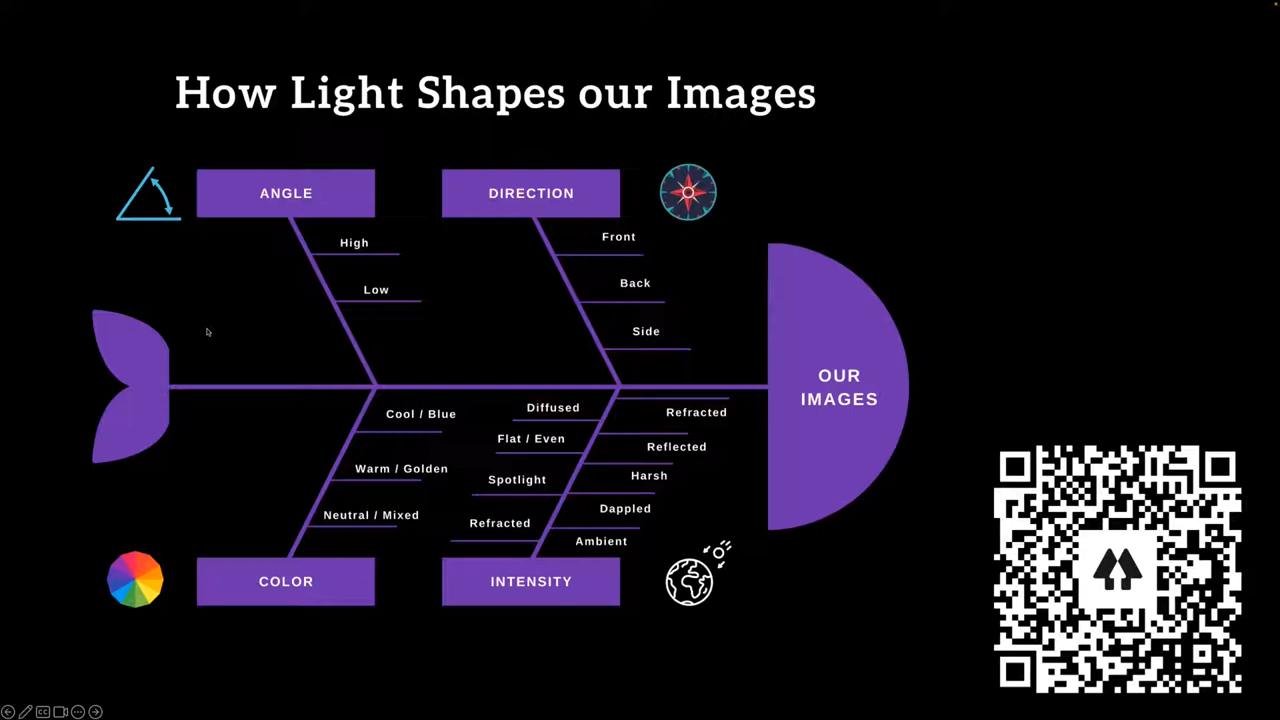 How Light Shapes our Images
ANGLE
DIRECTION
High
Low
Front
Back
Side
OUR
IMAGES
Cool / Blue
Warm / Golden
Neutral / Mixed
Diffused
Flat / Even
Spotlight
Refracted
Refracted
Reflected
Harsh
Dappled
Ambient
COLOR
INTENSITY
CC